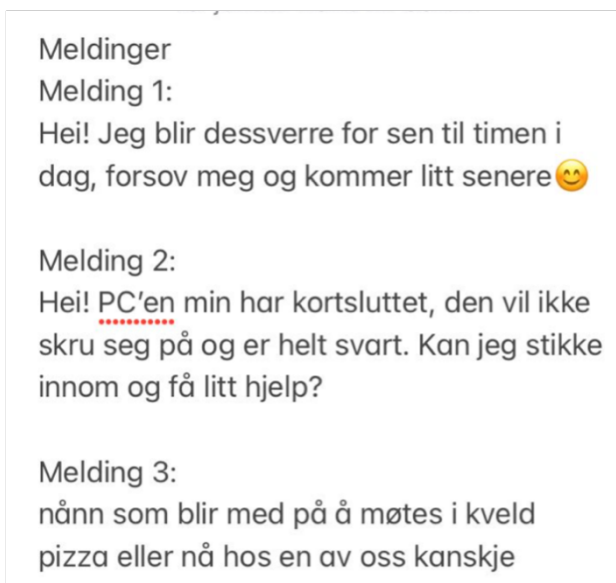 Meldinger
Melding 1:
Hei! Jeg blir dessverre for sen til timen i
dag, forsov meg og kommer litt senere😊
Melding 2:
Hei! PC'en min har kortsluttet, den vil ikke
skru seg på og er helt svart. Kan jeg stikke
innom og få litt hjelp?
Melding 3:
nånn som blir med på å møtes i kveld
pizza eller nå hos en av oss kanskje